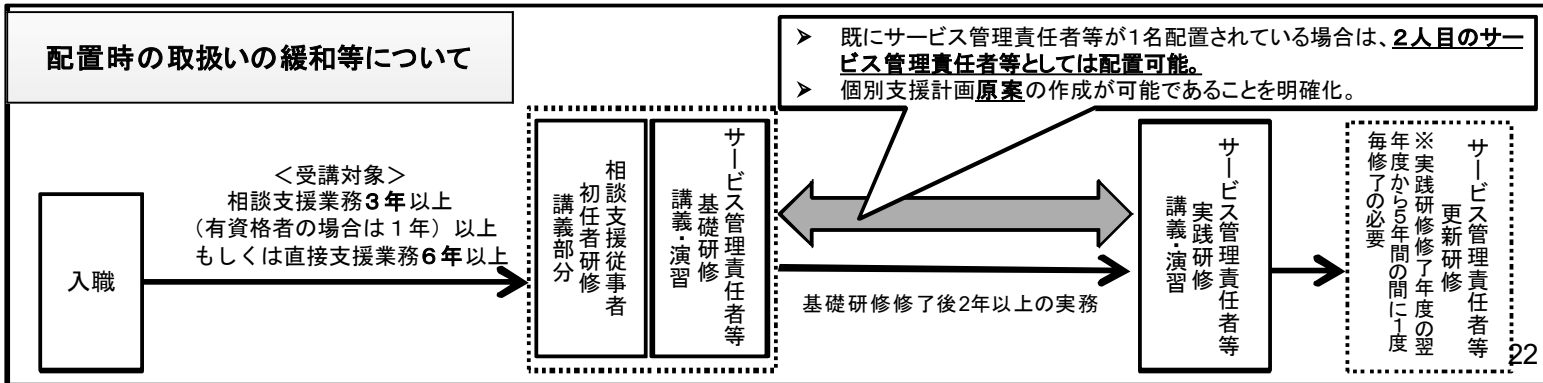 配置時の取扱いの緩和等について
➢ 既にサービス管理責任者等が1名配置されている場合は、2人目のサー
ビス管理責任者等としては配置可能。
➢ 個別支援計画原案の作成が可能であることを明確化。
入職
<受講対象>
相談支援業務3年以上
(有資格者の場合は1年)以上
もしくは直接支援業務6年以上
相談支援従事者
初任者研修
講義部分
サービス管理責任者等
基礎研修
講義・演習
基礎研修修了後2年以上の実務
サービス管理責任者等
実践研修
講義・演習
サービス管理責任者等
更新研修
※実践研修修了年度の翌
年度から5年間の間に1度
毎修了の必要
22